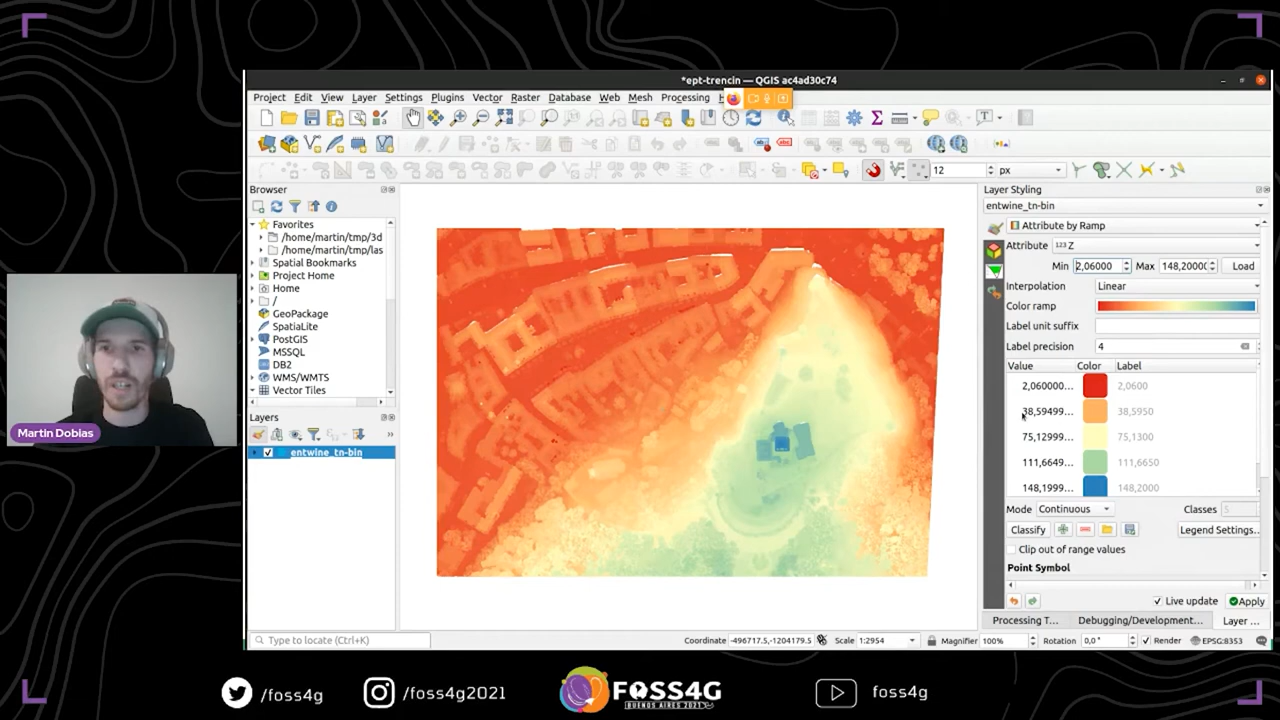 *ept-trencin — QGIS ac4ad30c74
Project Edit View Layer Settings Plugins Vector Raster Database Web Mesh Processing
12 px
Browser
Favorites
/home/martin/tmp/3d
/home/martin/tmp/las
Spatial Bookmarks
Project Home
Home
/
GeoPackage
SpatiaLite
PostGIS
MSSQL
DB2
WMS/WMTS
Vector Tiles
Layers
entwine_tn-bin
Layer Styling
entwine_tn-bin
Attribute by Ramp
Attribute 123 Z
Min 2,06000 Max 148,2000 Load
Interpolation Linear
Color ramp
Label unit suffix
Label precision 4
Value Color Label
2,060000... 2,0600
38,59499... 38,5950
75,12999... 75,1300
111,6649... 111,6650
148,1999... 148,2000
Mode Continuous Classes 5
Classify Legend Settings...
Clip out of range values
Point Symbol
Live update Apply
Processing T... Debugging/Development... Layer ...
Type to locate (Ctrl+K) Coordinate -496717.5,-1204179.5 Scale 1:2954 Magnifier 100% Rotation 0,0 ° Render EPSG:8353
Martin Dobias
/foss4g
/foss4g2021
FOSS4G
BUENOS AIRES 2021
foss4g